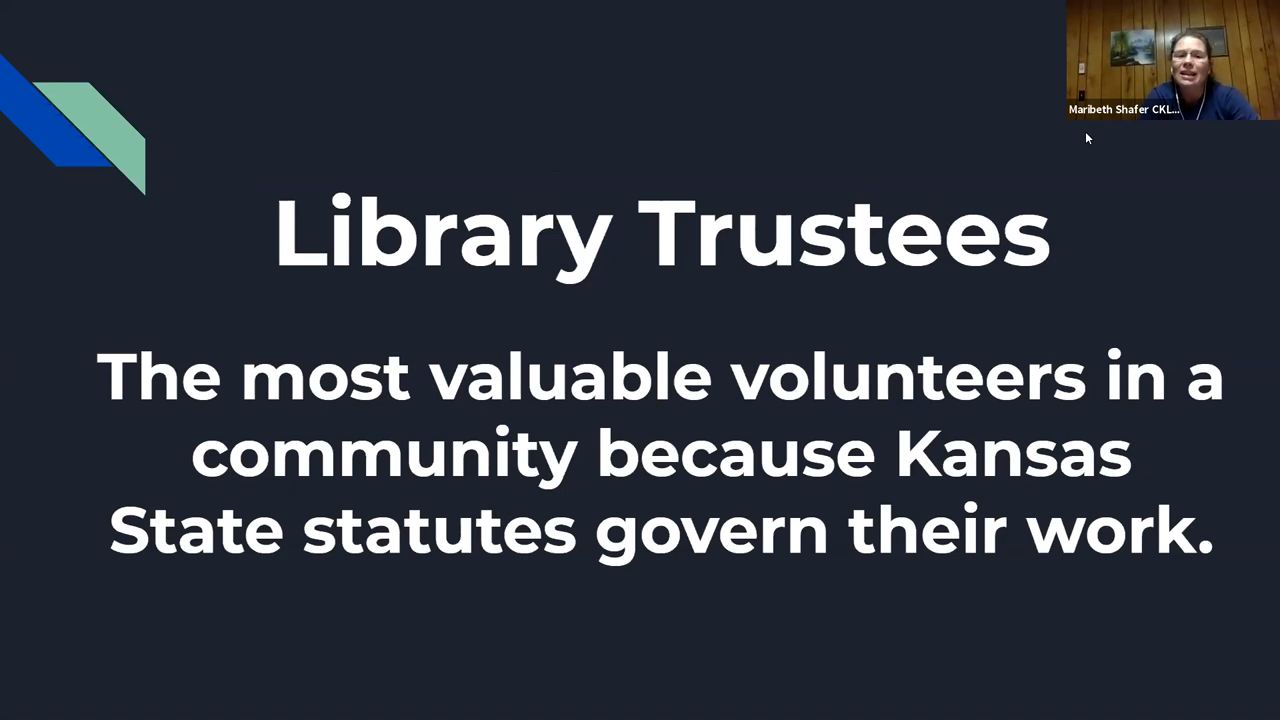 Maribeth Shafer CKL...
Library Trustees
The most valuable volunteers in a
community because Kansas
State statutes govern their work.